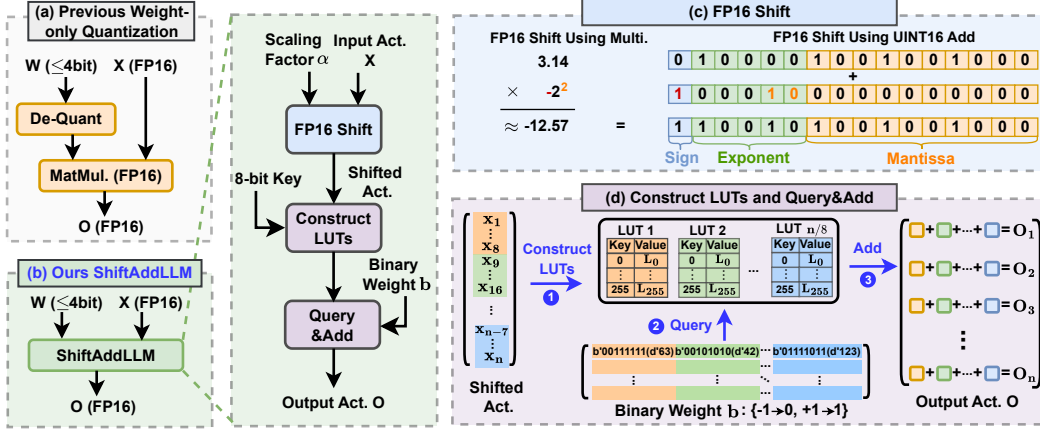 (a) Previous Weight-
only Quantization
W (≤4bit)
X (FP16)
De-Quant
MatMul. (FP16)
O (FP16)
(b) Ours ShiftAddLLM
W (≤4bit)
X (FP16)
ShiftAddLLM
O (FP16)
Scaling
Factor α
Input Act.
X
FP16 Shift
Shifted
Act.
8-bit Key
Construct
LUTs
Binary
Weight b
Query
&Add
Output Act. O
(c) FP16 Shift
FP16 Shift Using Multi.
3.14
× -2²
≈ -12.57 =
FP16 Shift Using UINT16 Add
0 1 0 0 0 0 1 0 0 1 0 0 1 0 0 0
+
1 0 0 0 1 0 0 0 0 0 0 0 0 0 0 0
1 1 0 0 1 0 1 0 0 1 0 0 1 0 0 0
Sign Exponent Mantissa
(d) Construct LUTs and Query&Add
x₁
⋮
x₈
x₉
⋮
x₁₆
⋮
xₙ₋₇
⋮
xₙ
Shifted
Act.
Construct
LUTs
1
LUT 1
Key Value
0 L₀
⋮ ⋮
255 L₂₅₅
LUT 2
Key Value
0 L₀
⋮ ⋮
255 L₂₅₅
...
LUT n/8
Key Value
0 L₀
⋮ ⋮
255 L₂₅₅
2 Query
b'00111111(d'63) b'00101010(d'42) ... b'01111011(d'123)
⋮ ⋮ ⋱ ⋮
... 
Binary Weight b: {-1→0, +1→1}
Add
3
+ +...+ = O₁
+ +...+ = O₂
+ +...+ = O₃
⋮
+ +...+ = Oₙ
Output Act. O